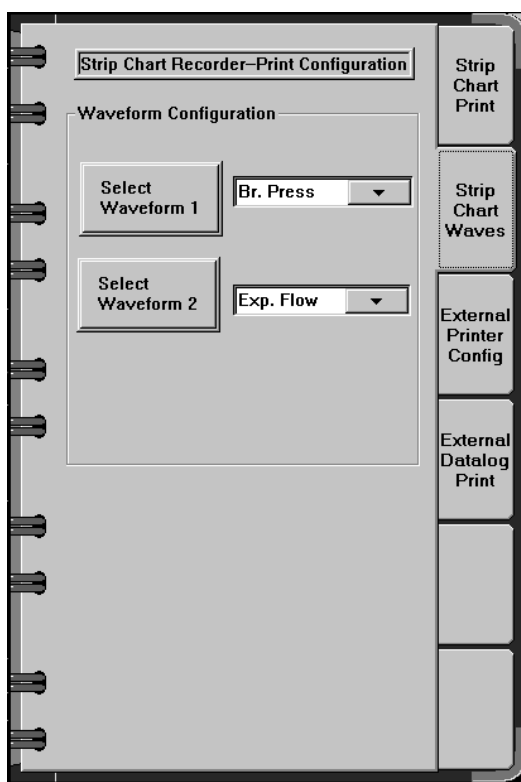 Strip Chart Recorder–Print Configuration
Waveform Configuration
Select
Waveform 1
Br. Press
Select
Waveform 2
Exp. Flow
Strip
Chart
Print
Strip
Chart
Waves
External
Printer
Config
External
Datalog
Print